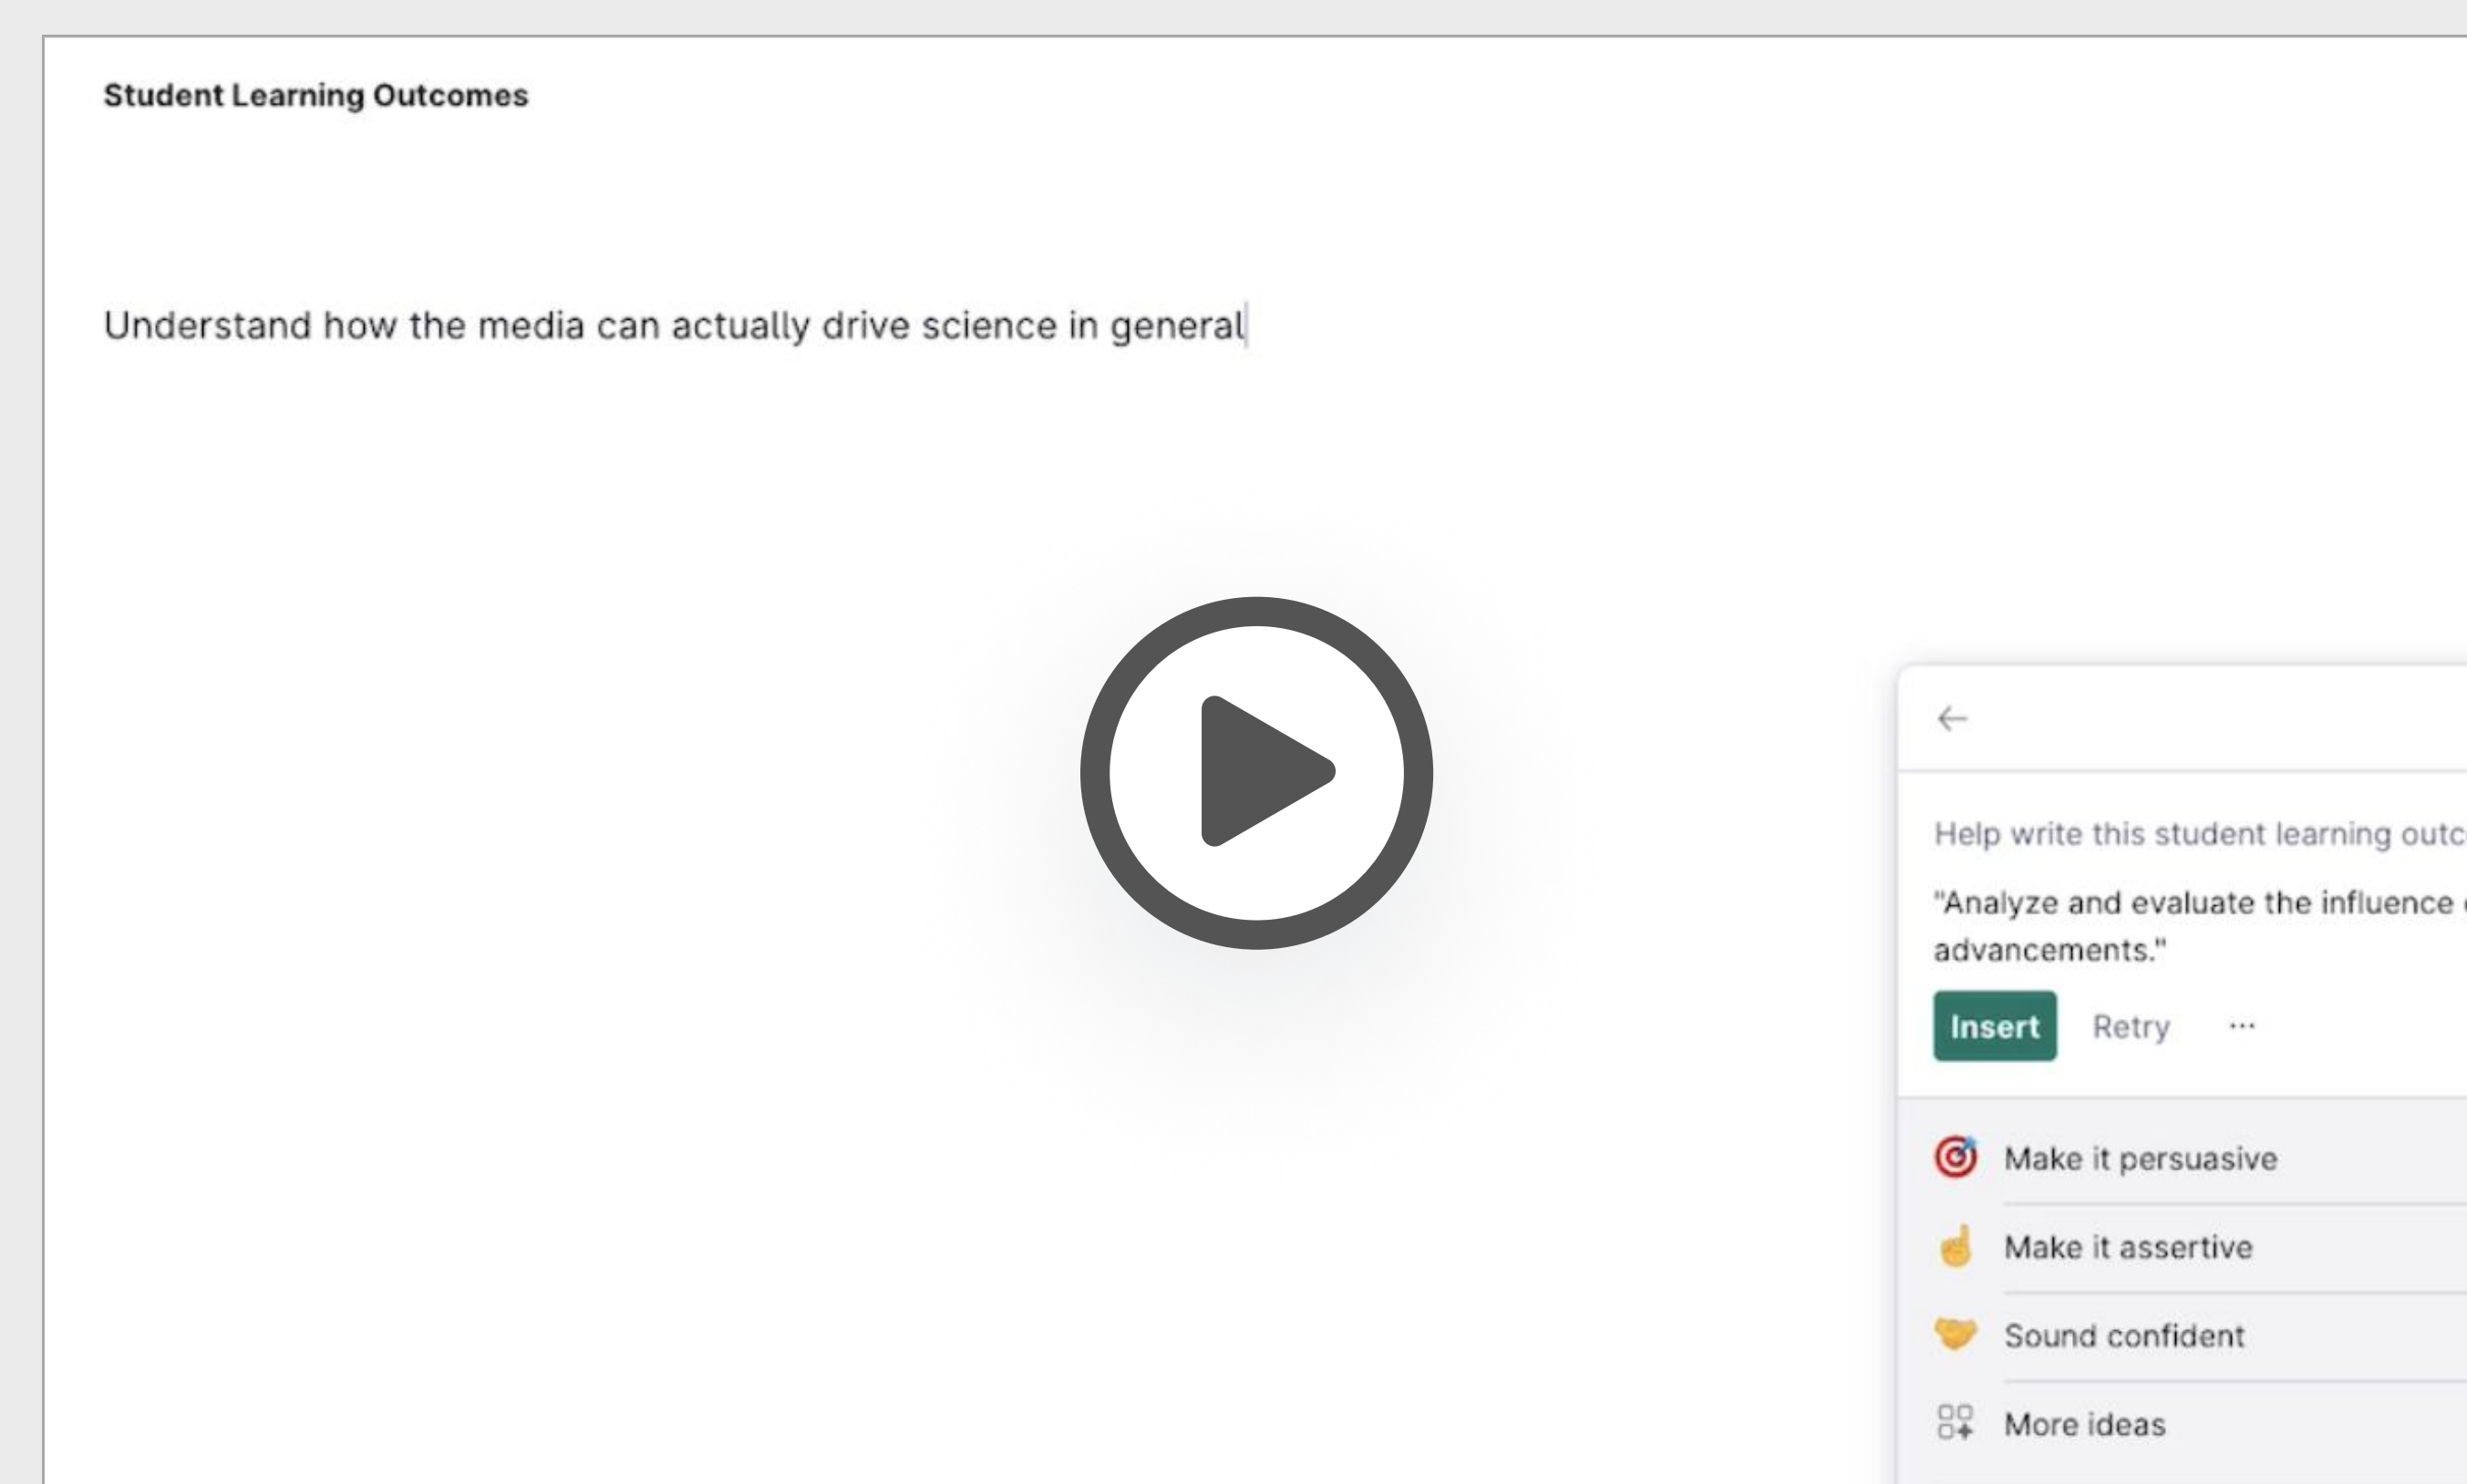 Student Learning Outcomes
Understand how the media can actually drive science in general
Help write this student learning
"Analyze and evaluate the influence
advancements."
Insert Retry ...
Make it persuasive
Make it assertive
Sound confident
More ideas